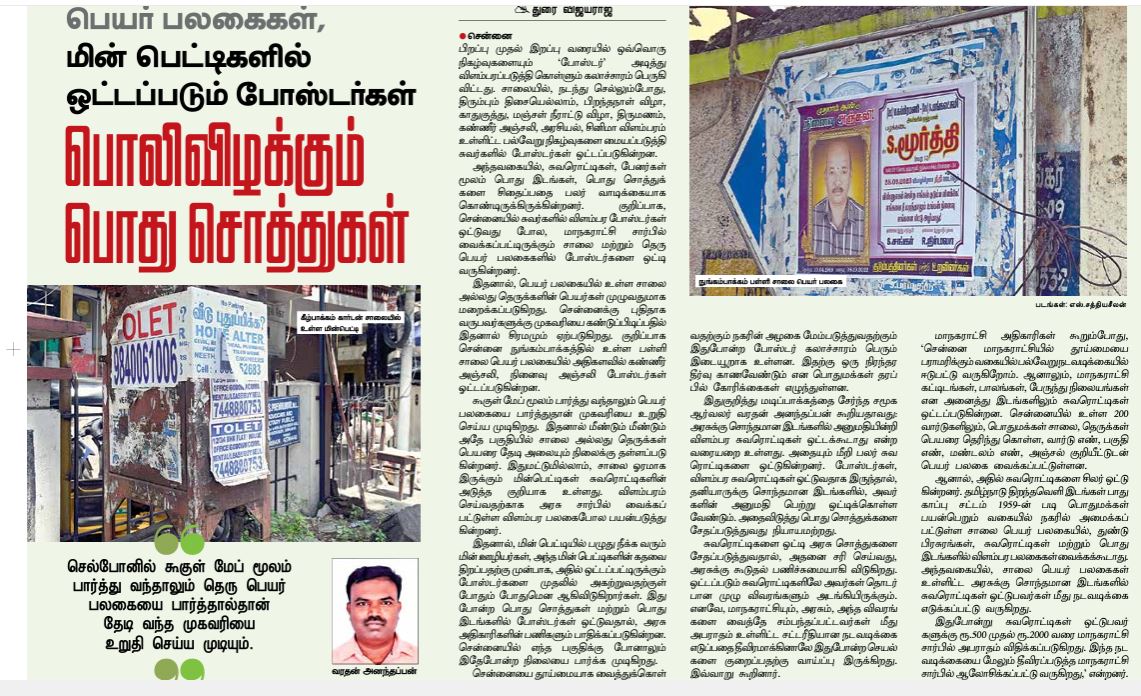 பெயர் பலகைகள்,
மின் பெட்டிகளில்
ஒட்டப்படும் போஸ்டர்கள்
பொலிவிழக்கும்
பொது சொத்துகள்
கீழ்பாக்கம் கார்டன் சாலையில்
உள்ள மின்பெட்டி
OLET
9840061006
7448880753
TOLET
7448880753
செல்போனில் கூகுள் மேப் மூலம்
பார்த்து வந்தாலும் தெரு பெயர்
பலகையை பார்த்தால்தான்
தேடி வந்த முகவரியை
உறுதி செய்ய முடியும்.
வரதன் அனந்தப்பன்
துரை விஜயராஜ்
சென்னை
பிறப்பு முதல் இறப்பு வரையில் ஒவ்வொரு
நிகழ்வுகளையும் ‘போஸ்டர்’ அடித்து
விளம்பரப்படுத்தி கொள்ளும் கலாச்சாரம் பெருகி
விட்டது. சாலையில், நடந்து செல்லும்போது,
திரும்பும் திசையெல்லாம், பிறந்தநாள் விழா,
காதுகுத்து, மஞ்சள் நீராட்டு விழா, திருமணம்,
கண்ணீர் அஞ்சலி, அரசியல், சினிமா விளம்பரம்
உள்ளிட்ட பல்வேறு நிகழ்வுகளை மையப்படுத்தி
சுவர்களில் போஸ்டர்கள் ஒட்டப்படுகின்றன.
அந்தவகையில், சுவரொட்டிகள், பேனர்கள்
மூலம் பொது இடங்கள், பொது சொத்துக்
களை சிதைப்பதை பலர் வாடிக்கையாக
கொண்டிருக்கிருக்கின்றனர். குறிப்பாக,
சென்னையில் சுவர்களில் விளம்பர போஸ்டர்கள்
ஒட்டுவது போல, மாநகராட்சி சார்பில்
வைக்கப்பட்டிருக்கும் சாலை மற்றும் தெரு
பெயர் பலகைகளில் போஸ்டர்களை ஒட்டி
வருகின்றனர்.
இதனால், பெயர் பலகையில் உள்ள சாலை
அல்லது தெருக்களின் பெயர்கள் முழுவதுமாக
மறைக்கப்படுகிறது. சென்னைக்கு புதிதாக
வருபவர்களுக்கு முகவரியை கண்டுபிடிப்பதில்
இதனால் சிரமமும் ஏற்படுகிறது. குறிப்பாக
சென்னை நுங்கம்பாக்கத்தில் உள்ள பள்ளி
சாலை பெயர் பலகையில் அதிகளவில் கண்ணீர்
அஞ்சலி, நினைவு அஞ்சலி போஸ்டர்கள்
ஒட்டப்படுகின்றன.
கூகுள் மேப் மூலம் பார்த்து வந்தாலும் பெயர்
பலகையை பார்த்துதான் முகவரியை உறுதி
செய்ய முடிகிறது. இதனால் மீண்டும் மீண்டும்
அதே பகுதியில் சாலை அல்லது தெருக்கள்
பெயரை தேடி அலையும் நிலைக்கு தள்ளப்படு
கின்றனர். இதுமட்டுமில்லாம், சாலை ஓரமாக
இருக்கும் மின்பெட்டிகள் சுவரொட்டிகளின்
அடுத்த குறியாக உள்ளது. விளம்பரம்
செய்வதற்காக அரசு சார்பில் வைக்கப்
பட்டுள்ள விளம்பர பலகைபோல பயன்படுத்து
கின்றனர்.
இதனால், மின் பெட்டியில் பழுது நீக்க வரும்
மின் ஊழியர்கள், அந்த மின் பெட்டிகளின் கதவை
திறப்பதற்கு முன்பாக, அதில் ஒட்டப்பட்டிருப்கும்
போஸ்டர்களை முதலில் அகற்றுவதற்குள்
போதும் போதுமென ஆகிவிடுகிறார்கள். இது
போன்ற பொது சொத்துகள் மற்றும் பொது
இடங்களில் போஸ்டர்கள் ஒட்டுவதால், அரசு
அதிகாரிகளின் பணிகளும் பாதிக்கப்படுகின்றன.
சென்னையில் எந்த பகுதிக்கு போனாலும்
இதேபோன்ற நிலையை பார்க்க முடிகிறது.
சென்னையை தூய்மையாக வைத்துக்கொள்
S.மூர்த்தி
நுங்கம்பாக்கம் பள்ளி சாலை பெயர் பலகை
படங்கள்: எஸ்.சத்தியசீலன்
வதற்கும் நகரின் அழகை மேம்படுத்துவதற்கும்
இதுபோன்ற போஸ்டர் கலாச்சாரம் பெரும்
இடையூறாக உள்ளன. இதற்கு ஒரு நிரந்தர
தீர்வு காணவேண்டும் என பொதுமக்கள் தரப்
பில் கோரிக்கைகள் எழுந்துள்ளன.
இதுகுறித்து மடிப்பாக்கத்தை சேர்ந்த சமூக
ஆர்வலர் வரதன் அனந்தப்பன் கூறியதாவது:
அரசுக்கு சொந்தமான இடங்களில் அனுமதியின்றி
விளம்பர சுவரொட்டிகள் ஒட்டக்கூடாது என்ற
வரையறை உள்ளது. அதையும் மீறி பலர் சுவ
ரொட்டிகளை ஒட்டுகின்றனர். போஸ்டர்கள்,
விளம்பர சுவரொட்டிகள் ஒட்டுவதாக இருந்தால்,
தனியாருக்கு சொந்தமான இடங்களில், அவர்
களின் அனுமதி பெற்று ஒட்டிக்கொள்ள
வேண்டும். அதைவிடுத்து பொது சொத்துக்களை
சேதப்படுத்துவது நியாயமற்றது.
சுவரொட்டிகளை ஒட்டி அரசு சொத்துகளை
சேதப்படுத்துவதால், அதனை சரி செய்வது,
அரசுக்கு கூடுதல் பணிச்சுமையாகி விடுகிறது.
ஒட்டப்படும் சுவரொட்டிகளிலே அவர்கள் தொடர்
பான முழு விவரங்களும் அடங்கியிருக்கும்.
எனவே, மாநகராட்சியும், அரசும், அந்த விவரங்
களை வைத்தே சம்பந்தப்பட்டவர்கள் மீது
அபராதம் உள்ளிட்ட சட்டரீதியான நடவடிக்கை
எடுப்பதை தீவிரமாக்கினாலே இதுபோன்ற செயல்
களை குறைப்பதற்கு வாய்ப்பு இருக்கிறது.
இவ்வாறு கூறினார்.
மாநகராட்சி அதிகாரிகள் கூறும்போது,
‘சென்னை மாநகராட்சியில் தூய்மையை
பராமரிக்கும் வகையில் பல்வேறு நடவடிக்கையில்
ஈடுபட்டு வருகிறோம். ஆனாலும், மாநகராட்சி
கட்டிடங்கள், பாலங்கள், பேருந்து நிலையங்கள்
என அனைத்து இடங்களிலும் சுவரொட்டிகள்
ஒட்டப்படுகின்றன. சென்னையில் உள்ள 200
வார்டுகளிலும், பொதுமக்கள் சாலை, தெருக்கள்
பெயரை தெரிந்து கொள்ள, வார்டு எண், பகுதி
எண், மண்டலம் எண், அஞ்சல் குறியீட்டுடன்
பெயர் பலகை வைக்கப்பட்டுள்ளன.
ஆனால், அதில் சுவரொட்டிகளை சிலர் ஒட்டு
கின்றனர். தமிழ்நாடு திறந்தவெளி இடங்கள் பாது
காப்பு சட்டம் 1959-ன் படி பொதுமக்கள்
பயன்பெறும் வகையில் நகரில் அமைக்கப்
பட்டுள்ள சாலை பெயர் பலகையில், துண்டு
பிரசுரங்கள், சுவரொட்டிகள் மற்றும் பொது
இடங்களில் விளம்பர பலகைகள் வைக்கக்கூடாது.
அந்தவகையில், சாலை பெயர் பலகைகள்
உள்ளிட்ட அரசுக்கு சொந்தமான இடங்களில்
சுவரொட்டிகள் ஒட்டுபவர்கள் மீது நடவடிக்கை
எடுக்கப்பட்டு வருகிறது.
இதுபோன்று சுவரொட்டிகள் ஒட்டுபவர்
களுக்கு ரூ.500 முதல் ரூ.2000 வரை மாநகராட்சி
சார்பில் அபராதம் விதிக்கப்படுகிறது. இந்த நட
வடிக்கையை மேலும் தீவிரப்படுத்த மாநகராட்சி
சார்பில் ஆலோசிக்கப்பட்டு வருகிறது,’ என்றனர்.